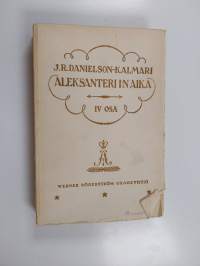 J.R. DANIELSON-KALMARI
ALEKSANTERI I:N AIKA
IV OSA
A
I
WERNER SÖDERSTRÖM OSAKEYHTIÖ